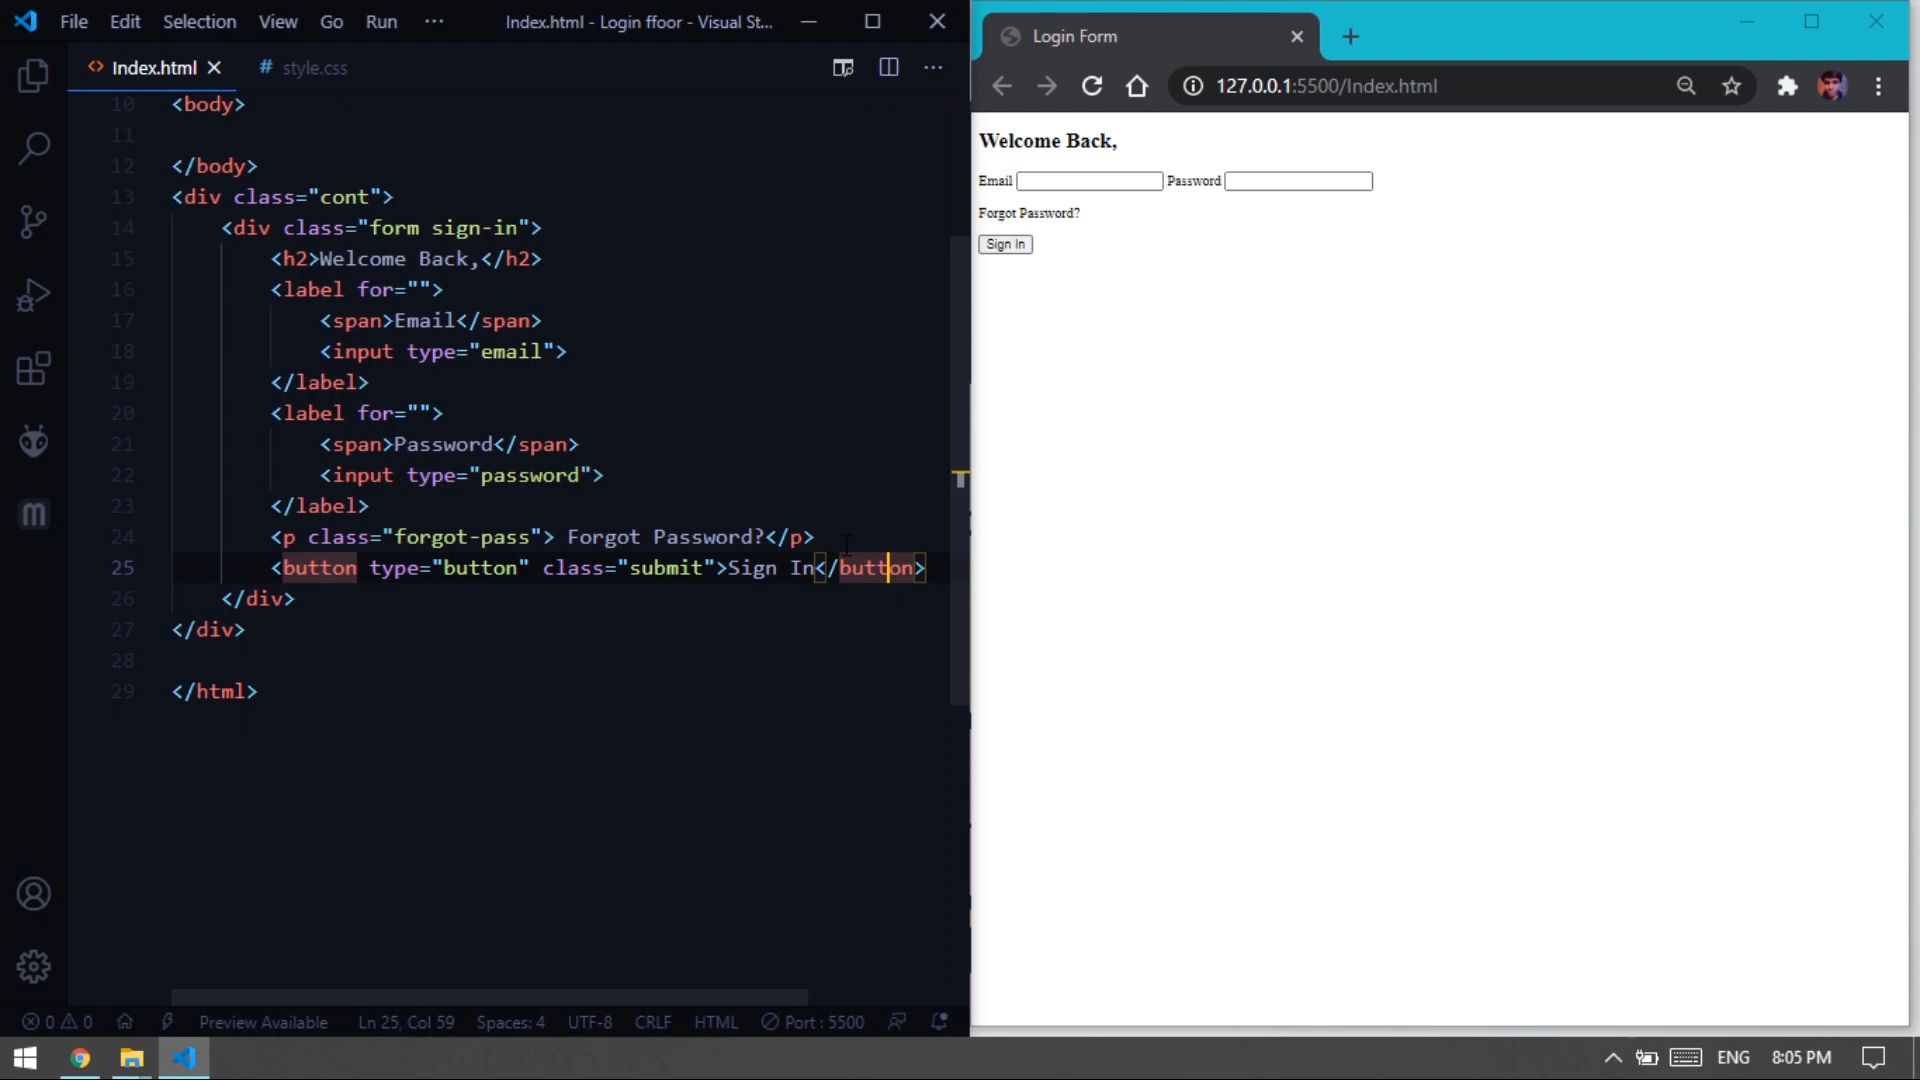 File Edit Selection View Go Run ··· Index.html - Login ffoor - Visual St...
<> Index.html # style.css ···
10 <body>
11
12 </body>
13 <div class="cont">
14 <div class="form sign-in">
15 <h2>Welcome Back,</h2>
16 <label for="">
17 <span>Email</span>
18 <input type="email">
19 </label>
20 <label for="">
21 <span>Password</span>
22 <input type="password">
23 </label>
24 <p class="forgot-pass"> Forgot Password?</p>
25 <button type="button" class="submit">Sign In</button>
26 </div>
27 </div>
28
29 </html>
0 0 Preview Available Ln 25, Col 59 Spaces: 4 UTF-8 CRLF HTML Port : 5500
Login Form
127.0.0.1:5500/Index.html
Welcome Back,
Email Password
Forgot Password?
Sign In
ENG 8:05 PM